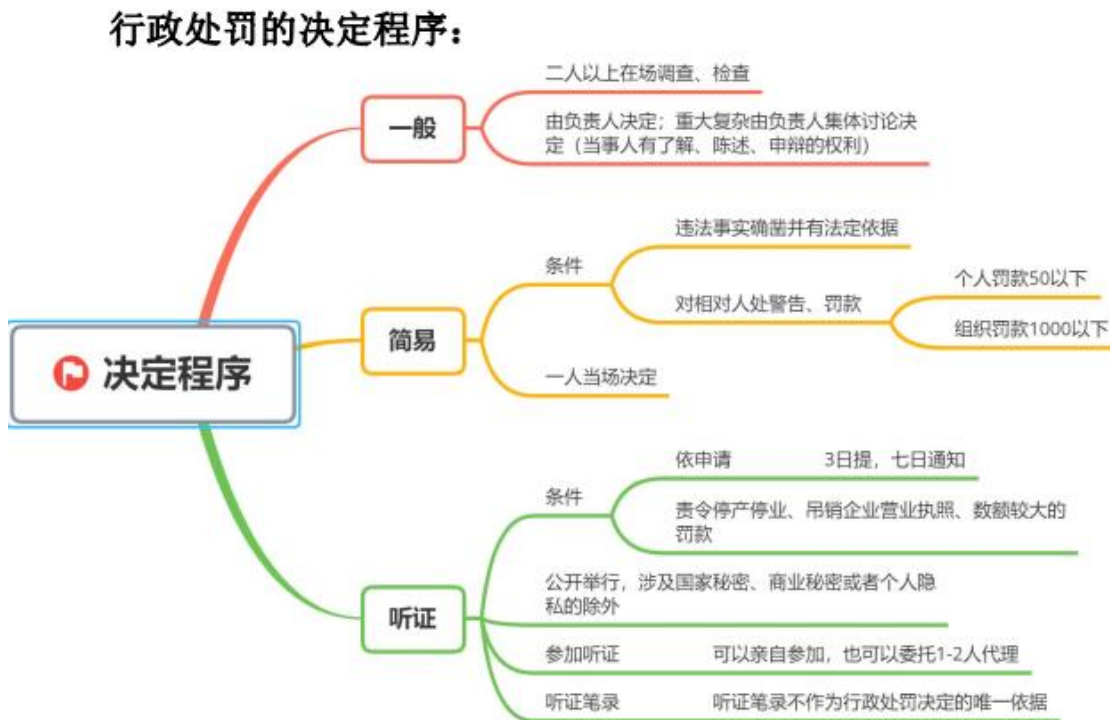 行政处罚的决定程序：
决定程序
一般
二人以上在场调查、检查
由负责人决定；重大复杂由负责人集体讨论决
定（当事人有了解、陈述、申辩的权利）
简易
条件
违法事实确凿并有法定依据
对相对人处警告、罚款
个人罚款50以下
组织罚款1000以下
一人当场决定
听证
条件
依申请 3日提，七日通知
责令停产停业、吊销企业营业执照、数额较大的
罚款
公开举行，涉及国家秘密、商业秘密或者个人隐
私的除外
参加听证 可以亲自参加，也可以委托1-2人代理
听证笔录 听证笔录不作为行政处罚决定的唯一依据